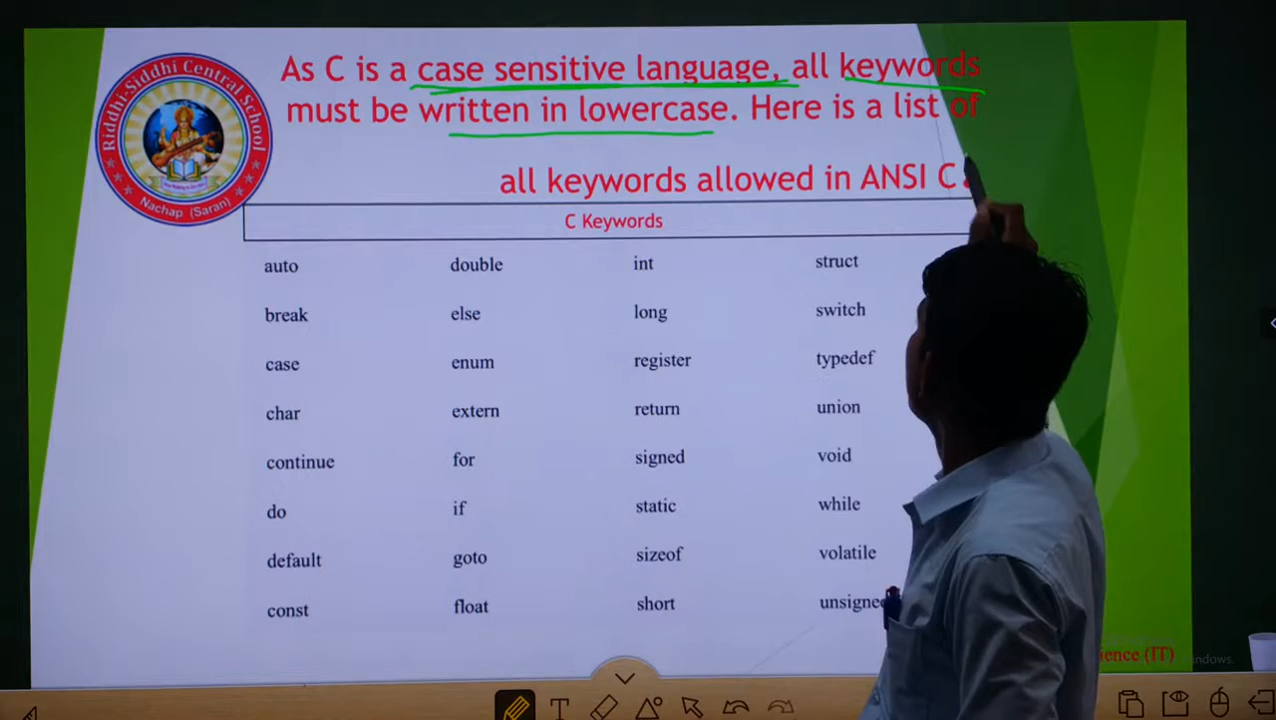 Riddhi-Siddhi Central School
Nachap (Saran)
As C is a case sensitive language, all keywords
must be written in lowercase. Here is a list of
all keywords allowed in ANSI C.
C Keywords
auto double int struct
break else long switch
case enum register typedef
char extern return union
continue for signed void
do if static while
default goto sizeof volatile
const float short unsigned
(IT)